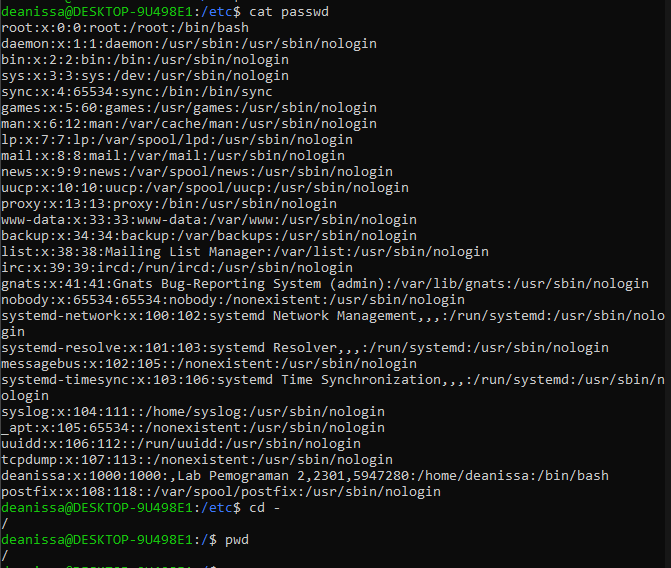 deanissa@DESKTOP-9U498E1:/etc$ cat passwd
root:x:0:0:root:/root:/bin/bash
daemon:x:1:1:daemon:/usr/sbin:/usr/sbin/nologin
bin:x:2:2:bin:/bin:/usr/sbin/nologin
sys:x:3:3:sys:/dev:/usr/sbin/nologin
sync:x:4:65534:sync:/bin:/bin/sync
games:x:5:60:games:/usr/games:/usr/sbin/nologin
man:x:6:12:man:/var/cache/man:/usr/sbin/nologin
lp:x:7:7:lp:/var/spool/lpd:/usr/sbin/nologin
mail:x:8:8:mail:/var/mail:/usr/sbin/nologin
news:x:9:9:news:/var/spool/news:/usr/sbin/nologin
uucp:x:10:10:uucp:/var/spool/uucp:/usr/sbin/nologin
proxy:x:13:13:proxy:/bin:/usr/sbin/nologin
www-data:x:33:33:www-data:/var/www:/usr/sbin/nologin
backup:x:34:34:backup:/var/backups:/usr/sbin/nologin
list:x:38:38:Mailing List Manager:/var/list:/usr/sbin/nologin
irc:x:39:39:ircd:/run/ircd:/usr/sbin/nologin
gnats:x:41:41:Gnats Bug-Reporting System (admin):/var/lib/gnats:/usr/sbin/nologin
nobody:x:65534:65534:nobody:/nonexistent:/usr/sbin/nologin
systemd-network:x:100:102:systemd Network Management,,,:/run/systemd:/usr/sbin/nolo
gin
systemd-resolve:x:101:103:systemd Resolver,,,:/run/systemd:/usr/sbin/nologin
messagebus:x:102:105::/nonexistent:/usr/sbin/nologin
systemd-timesync:x:103:106:systemd Time Synchronization,,,:/run/systemd:/usr/sbin/n
ologin
syslog:x:104:111::/home/syslog:/usr/sbin/nologin
_apt:x:105:65534::/nonexistent:/usr/sbin/nologin
uuidd:x:106:112::/run/uuidd:/usr/sbin/nologin
tcpdump:x:107:113::/nonexistent:/usr/sbin/nologin
deanissa:x:1000:1000:,Lab Pemograman 2,2301,5947280:/home/deanissa:/bin/bash
postfix:x:108:118::/var/spool/postfix:/usr/sbin/nologin
deanissa@DESKTOP-9U498E1:/etc$ cd -
/
deanissa@DESKTOP-9U498E1:/$ pwd
/